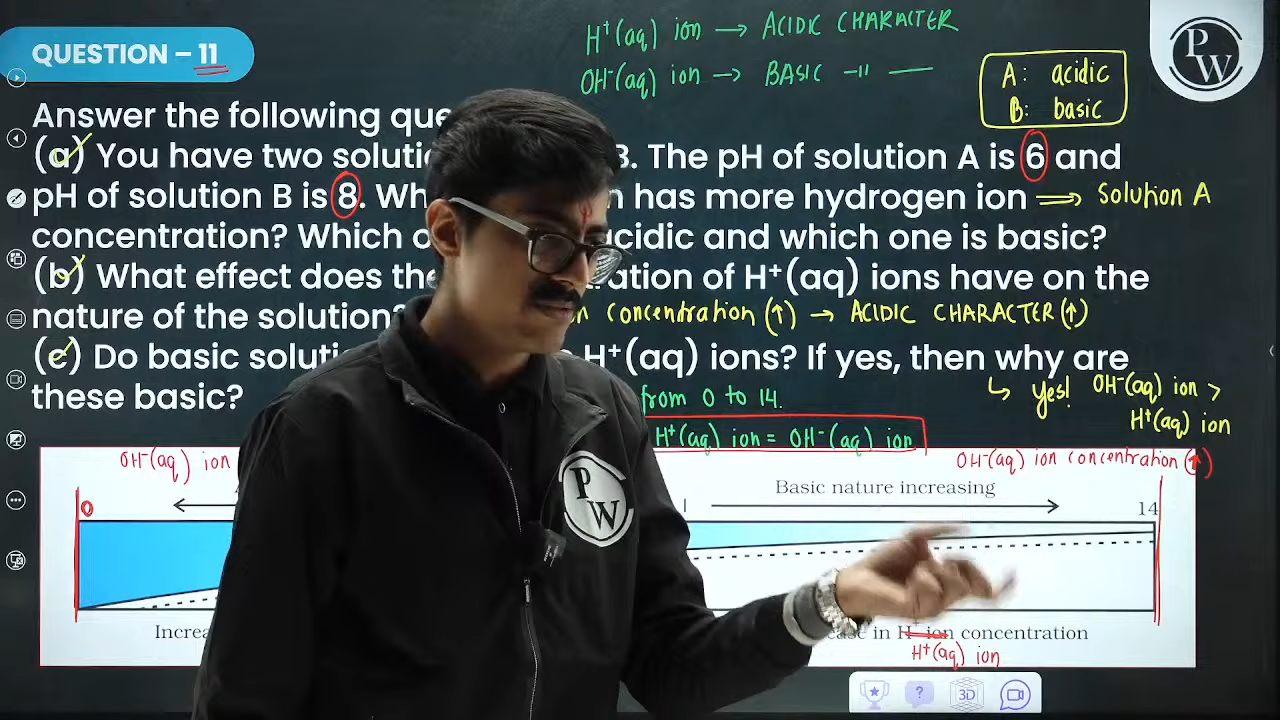 QUESTION – 11
H⁺(aq) ion → ACIDIC CHARACTER
OH⁻(aq) ion → BASIC –11 —
A: acidic
B: basic
PW
Answer the following que
(a) You have two soluti 3. The pH of solution A is 6 and
pH of solution B is 8. Wh n has more hydrogen ion ⟹ Solution A
concentration? Which o cidic and which one is basic?
(b) What effect does the ation of H⁺(aq) ions have on the
nature of the solution? n concentration (↑) → ACIDIC CHARACTER (↑)
(c) Do basic soluti H⁺(aq) ions? If yes, then why are
these basic?
↳ yes! OH⁻(aq) ion >
H⁺(aq) ion
from 0 to 14.
H⁺(aq) ion = OH⁻(aq) ion
OH⁻(aq) ion
OH⁻(aq) ion concentration (↑)
Basic nature increasing
0
14
PW
Increa
ease in H⁺ ion concentration
H⁺(aq) ion
?
3D